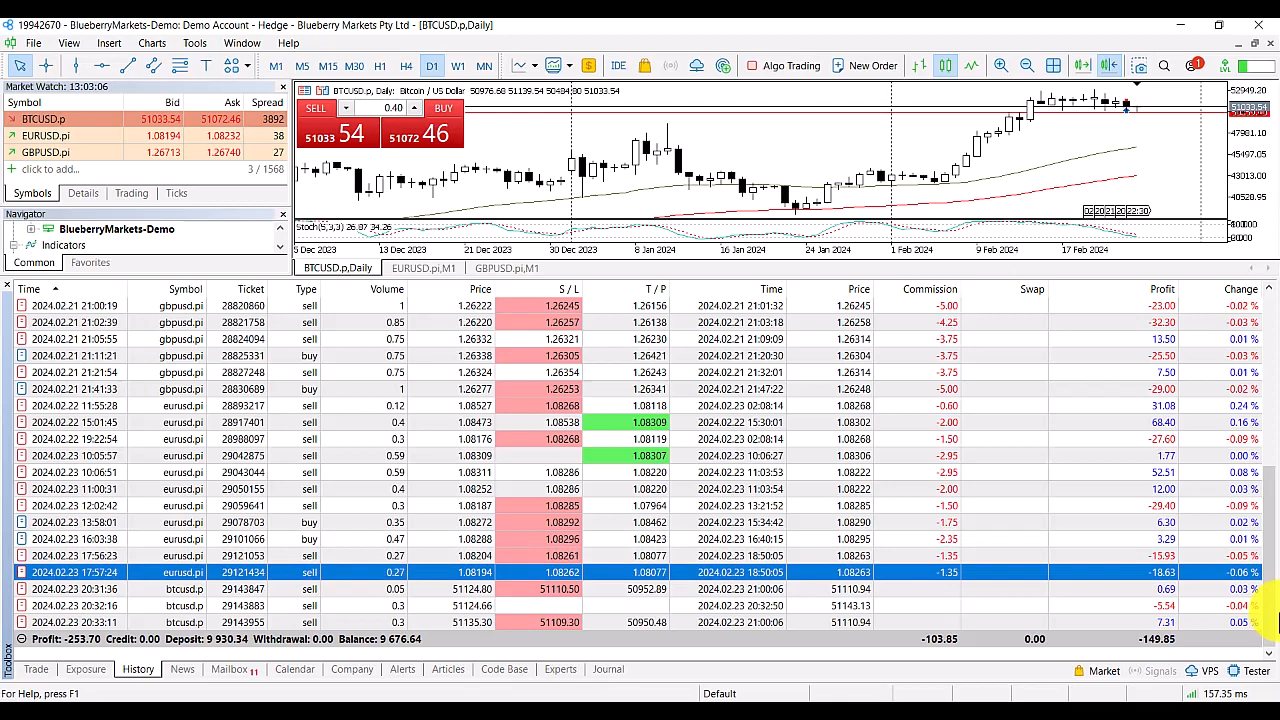 19942670 - BlueberryMarkets-Demo: Demo Account - Hedge - Blueberry Markets Pty Ltd - [BTCUSD.p,Daily]
File View Insert Charts Tools Window Help
M1 M5 M15 M30 H1 H4 D1 W1 MN IDE Algo Trading New Order 1 LVL
Market Watch: 13:03:06
Symbol Bid Ask Spread
BTCUSD.p 51033.54 51072.46 3892
EURUSD.pi 1.08194 1.08232 38
GBPUSD.pi 1.26713 1.26740 27
click to add... 3 / 1568
Symbols Details Trading Ticks
Navigator
BlueberryMarkets-Demo
Indicators
Common Favorites
BTCUSD.p, Daily: Bitcoin / US Dollar 50976.68 51139.54 50484.30 51033.54
SELL 0.40 BUY
51033 54 51072 46
52949.20
51033.54
47981.10
45497.05
43013.00
40528.95
Stoch(5,3,3) 26.07 34.26
5 Dec 2023 13 Dec 2023 21 Dec 2023 30 Dec 2023 8 Jan 2024 16 Jan 2024 24 Jan 2024 1 Feb 2024 9 Feb 2024 17 Feb 2024
BTCUSD.p,Daily EURUSD.pi,M1 GBPUSD.pi,M1
Time Symbol Ticket Type Volume Price S / L T / P Time Price Commission Swap Profit Change
2024.02.21 21:00:19 gbpusd.pi 28820760 sell 1 1.26222 1.26245 1.26156 2024.02.21 21:01:32 1.26245 -5.00 -23.00 -0.02 %
2024.02.21 21:02:39 gbpusd.pi 28821758 sell 0.85 1.26220 1.26257 1.26138 2024.02.21 21:03:18 1.26258 -4.25 -32.30 -0.03 %
2024.02.21 21:05:55 gbpusd.pi 28824094 sell 0.75 1.26332 1.26321 1.26230 2024.02.21 21:09:09 1.26314 -3.75 13.50 0.01 %
2024.02.21 21:11:21 gbpusd.pi 28825331 buy 0.75 1.26338 1.26305 1.26421 2024.02.21 21:20:30 1.26304 -3.75 -25.50 -0.03 %
2024.02.21 21:21:54 gbpusd.pi 28827248 sell 0.75 1.26324 1.26354 1.26243 2024.02.21 21:32:01 1.26314 -3.75 7.50 0.01 %
2024.02.21 21:41:33 gbpusd.pi 28830689 buy 1 1.26277 1.26253 1.26341 2024.02.21 21:47:22 1.26248 -5.00 -29.00 -0.02 %
2024.02.22 11:55:28 eurusd.pi 28893217 sell 0.12 1.08527 1.08268 1.08118 2024.02.23 02:08:14 1.08268 -0.60 31.08 0.24 %
2024.02.22 15:01:45 eurusd.pi 28917401 sell 0.4 1.08473 1.08538 1.08309 2024.02.22 15:30:01 1.08302 -2.00 68.40 0.16 %
2024.02.22 19:22:54 eurusd.pi 28988097 sell 0.3 1.08176 1.08268 1.08119 2024.02.23 02:08:14 1.08268 -1.50 -27.60 -0.09 %
2024.02.23 10:05:57 eurusd.pi 29042875 sell 0.59 1.08309 1.08307 2024.02.23 10:06:27 1.08306 -2.95 1.77 0.00 %
2024.02.23 10:06:51 eurusd.pi 29043044 sell 0.59 1.08311 1.08286 1.08220 2024.02.23 11:03:53 1.08222 -2.95 52.51 0.08 %
2024.02.23 11:00:31 eurusd.pi 29050155 sell 0.4 1.08252 1.08286 1.08220 2024.02.23 11:03:54 1.08222 -2.00 12.00 0.03 %
2024.02.23 12:02:42 eurusd.pi 29059641 sell 0.3 1.08187 1.08285 1.07964 2024.02.23 13:21:52 1.08285 -1.50 -29.40 -0.09 %
2024.02.23 13:58:01 eurusd.pi 29078703 buy 0.35 1.08272 1.08292 1.08462 2024.02.23 15:34:42 1.08290 -1.75 6.30 0.02 %
2024.02.23 16:03:38 eurusd.pi 29101066 buy 0.47 1.08288 1.08296 1.08423 2024.02.23 16:40:15 1.08295 -2.35 3.29 0.01 %
2024.02.23 17:56:23 eurusd.pi 29121053 sell 0.27 1.08204 1.08261 1.08077 2024.02.23 18:50:05 1.08263 -1.35 -15.93 -0.05 %
2024.02.23 17:57:24 eurusd.pi 29121434 sell 0.27 1.08194 1.08262 1.08077 2024.02.23 18:50:05 1.08263 -1.35 -18.63 -0.06 %
2024.02.23 20:31:36 btcusd.p 29143847 sell 0.05 51124.80 51110.50 50952.89 2024.02.23 21:00:06 51110.94 0.69 0.03 %
2024.02.23 20:32:16 btcusd.p 29143883 sell 0.3 51124.66 2024.02.23 20:32:50 51143.13 -5.54 -0.04 %
2024.02.23 20:33:11 btcusd.p 29143952 sell 0.3 51135.30 51109.30 50950.48 2024.02.23 21:00:06 51110.94 7.31 0.05 %
Profit: -253.70 Credit: 0.00 Deposit: 9 930.34 Withdrawal: 0.00 Balance: 9 676.64 -103.85 0.00 -149.85
Toolbox
Trade Exposure History News Mailbox 11 Calendar Company Alerts Articles Code Base Experts Journal Market Signals VPS Tester
For Help, press F1 Default 157.35 ms